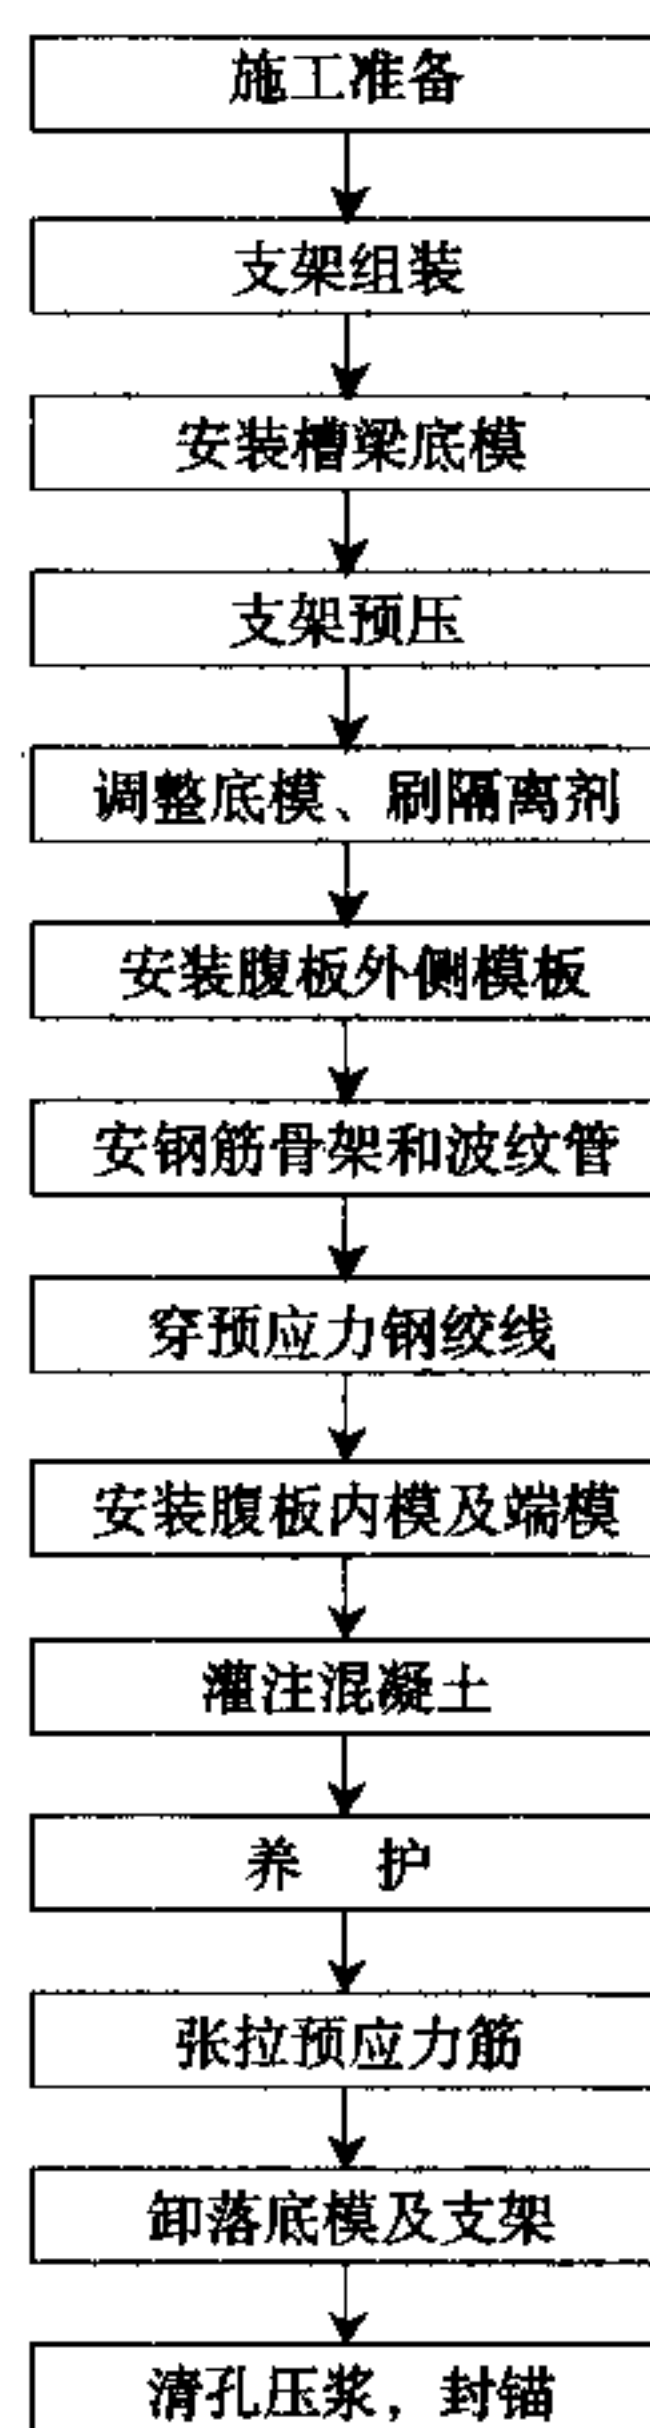 施工准备
支架组装
安装槽梁底模
支架预压
调整底模、刷隔离剂
安装腹板外侧模板
安钢筋骨架和波纹管
穿预应力钢绞线
安装腹板内模及端模
灌注混凝土
养 护
张拉预应力筋
卸落底模及支架
清孔压浆，封锚